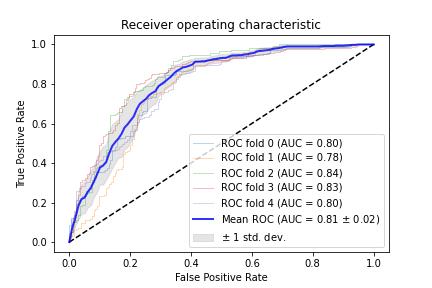 Receiver operating characteristic
True Positive Rate
1.0
0.8
0.6
0.4
0.2
0.0
ROC fold 0 (AUC = 0.80)
ROC fold 1 (AUC = 0.78)
ROC fold 2 (AUC = 0.84)
ROC fold 3 (AUC = 0.83)
ROC fold 4 (AUC = 0.80)
Mean ROC (AUC = 0.81 ± 0.02)
± 1 std. dev.
0.0 0.2 0.4 0.6 0.8 1.0
False Positive Rate